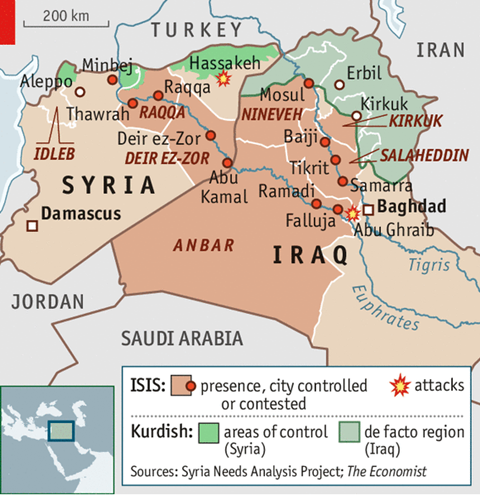 200 km
TURKEY
IRAN
Minbej
Hassakeh
Aleppo
Raqqa
Erbil
Mosul
Thawrah
RAQQA
NINEVEH
Kirkuk
KIRKUK
Deir ez-Zor
Baiji
IDLEB
DEIR EZ-ZOR
SALAHEDDIN
Tikrit
SYRIA
Abu
Kamal
Ramadi
Samarra
Damascus
Falluja
Baghdad
Abu Ghraib
ANBAR
IRAQ
Tigris
JORDAN
Euphrates
SAUDI ARABIA
ISIS: presence, city controlled
or contested
attacks
Kurdish: areas of control
(Syria)
de facto region
(Iraq)
Sources: Syria Needs Analysis Project; The Economist